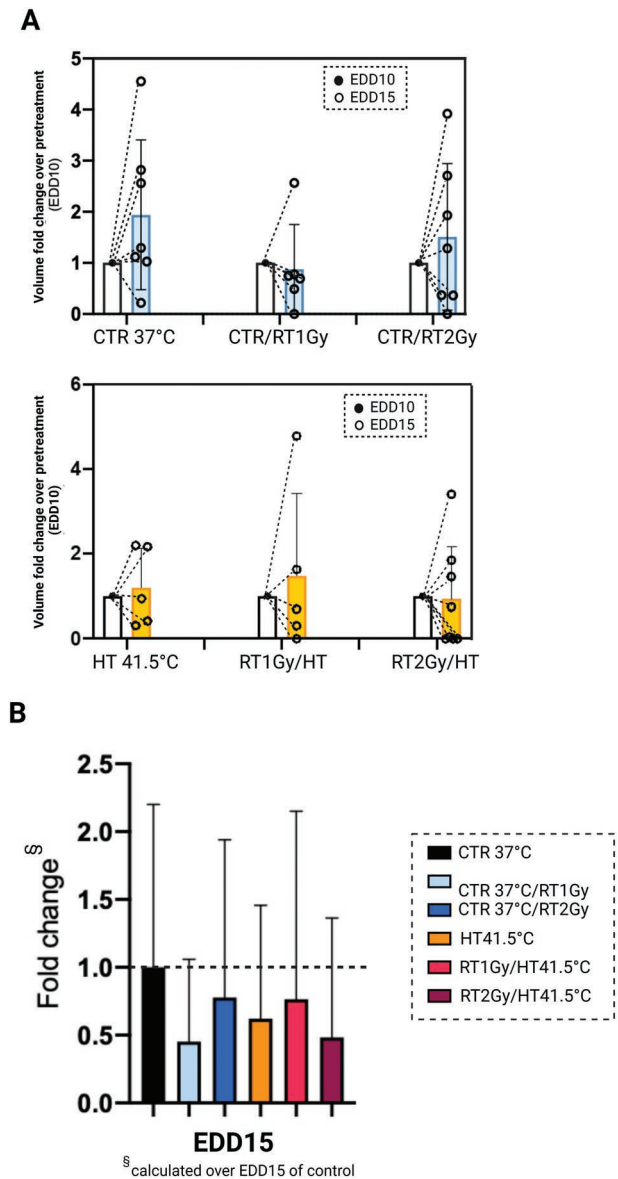 A
Volume fold change over pretreatment
(EDD10)
5
4
3
2
1
0
EDD10
EDD15
CTR 37°C
CTR/RT1Gy
CTR/RT2Gy
Volume fold change over pretreatment
(EDD10)
6
4
2
0
EDD10
EDD15
HT 41.5°C
RT1Gy/HT
RT2Gy/HT
B
Fold change§
2.5
2.0
1.5
1.0
0.5
0.0
EDD15
§calculated over EDD15 of control
CTR 37°C
CTR 37°C/RT1Gy
CTR 37°C/RT2Gy
HT41.5°C
RT1Gy/HT41.5°C
RT2Gy/HT41.5°C